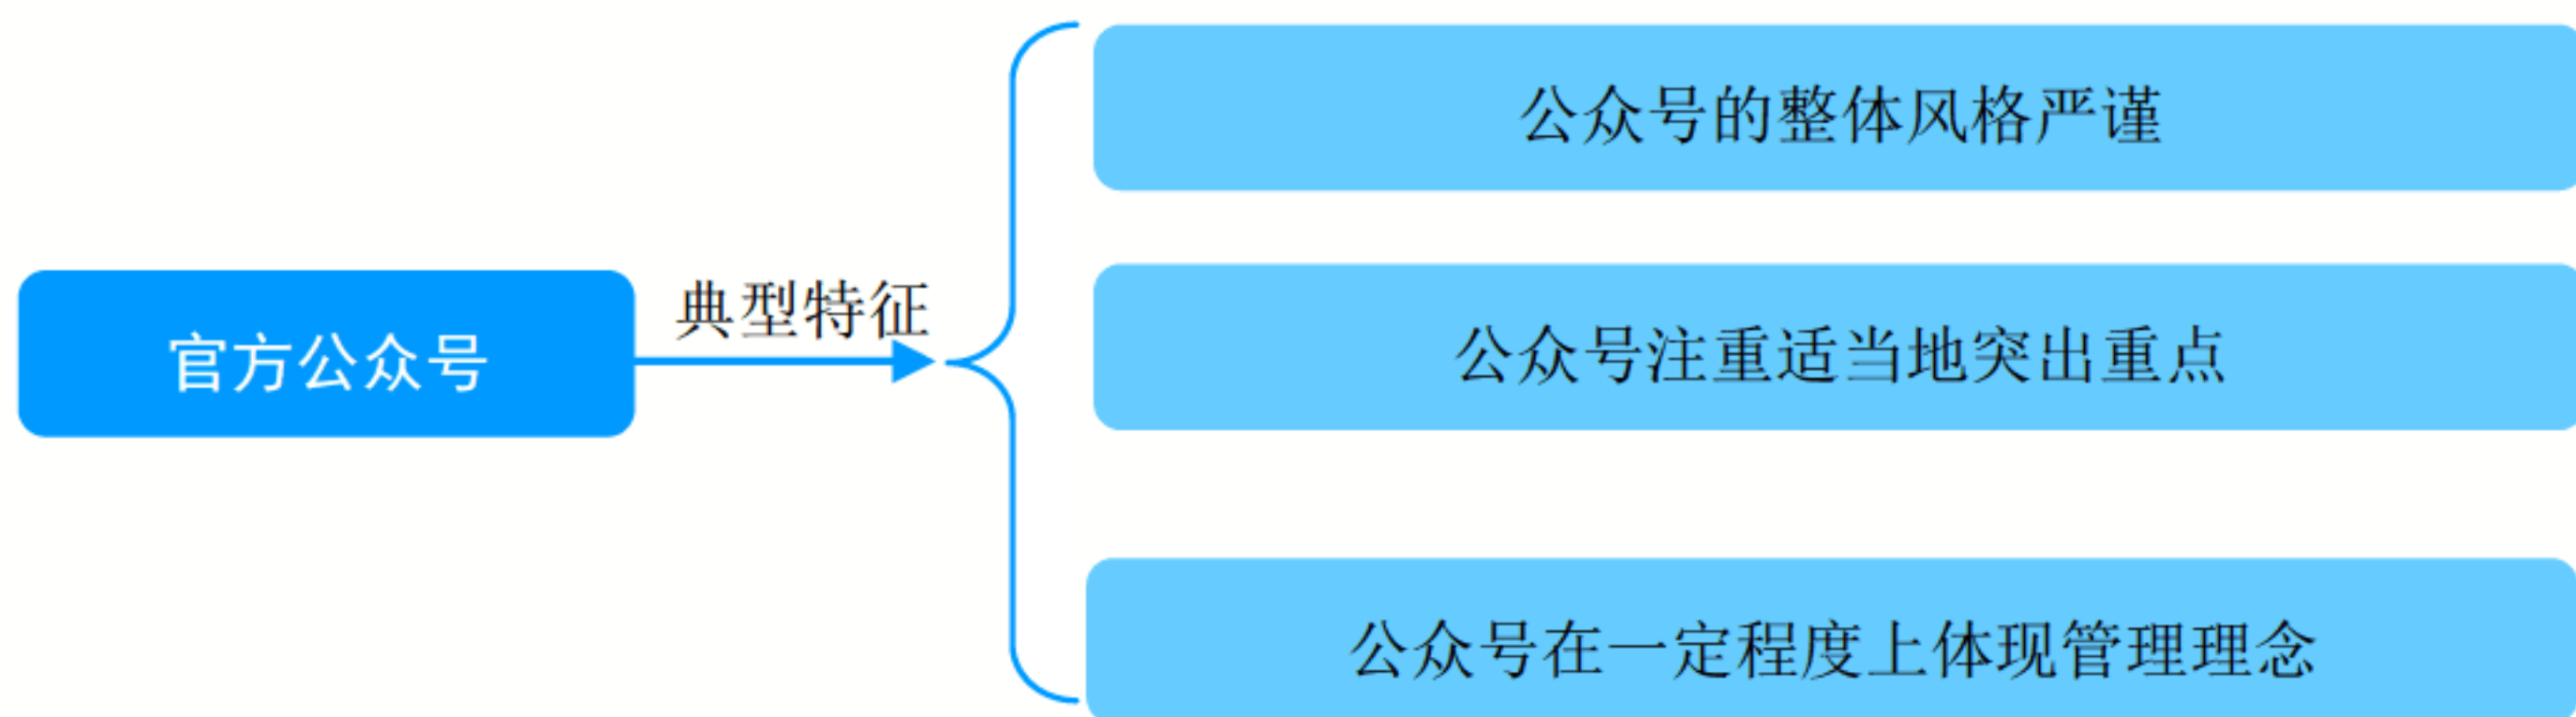 公众号的整体风格严谨
典型特征
官方公众号
公众号注重适当地突出重点
公众号在一定程度上体现管理理念